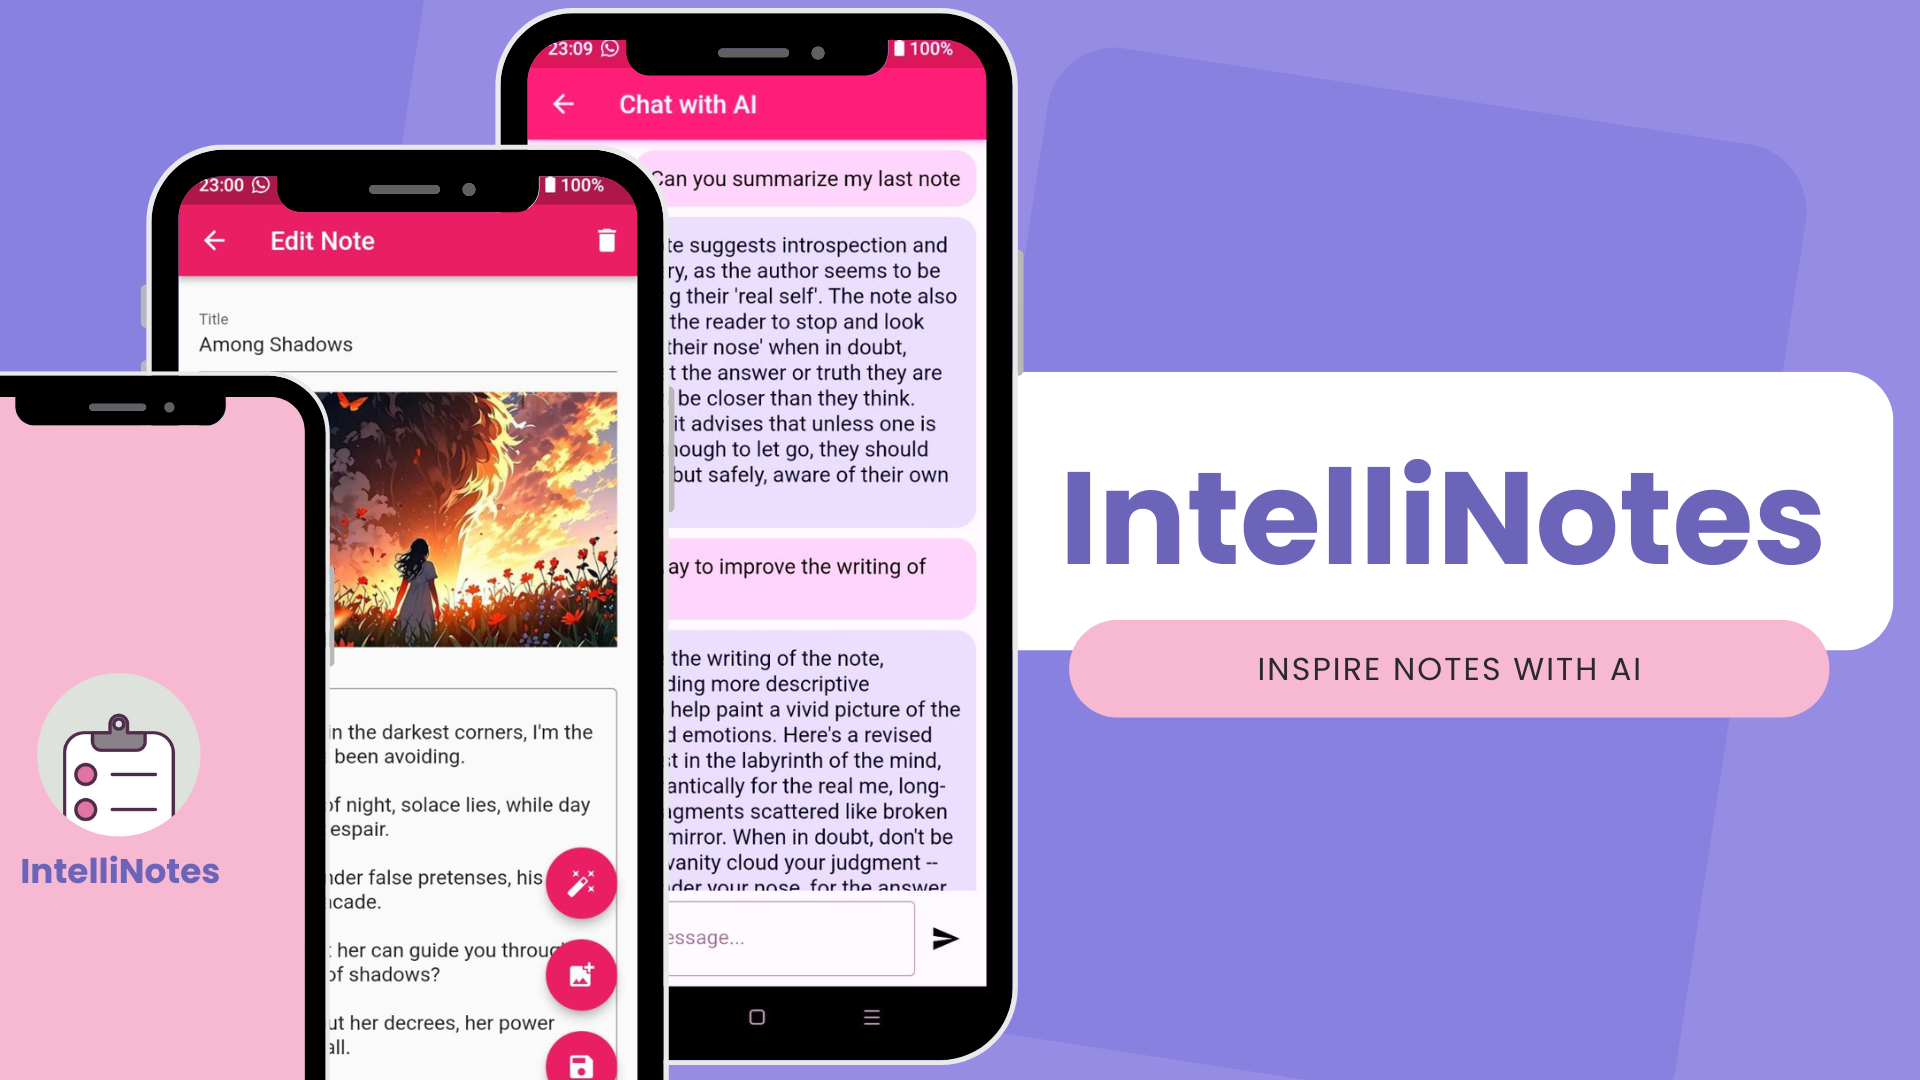 IntelliNotes
23:00
100%
Edit Note
Title
Among Shadows
in the darkest corners, I'm the
been avoiding.
of night, solace lies, while day
espair.
nder false pretenses, his
cade.
her can guide you throug
of shadows?
ut her decrees, her power
all.
23:09
100%
Chat with AI
Can you summarize my last note
te suggests introspection and
ry, as the author seems to be
g their 'real self'. The note also
the reader to stop and look
their nose' when in doubt,
t the answer or truth they are
be closer than they think.
it advises that unless one is
nough to let go, they should
but safely, aware of their own
ay to improve the writing of
the writing of the note,
ding more descriptive
help paint a vivid picture of the
d emotions. Here's a revised
st in the labyrinth of the mind,
antically for the real me, long-
agments scattered like broken
mirror. When in doubt, don't be
vanity cloud your judgment --
der your nose, for the answer
essage...
IntelliNotes
INSPIRE NOTES WITH AI